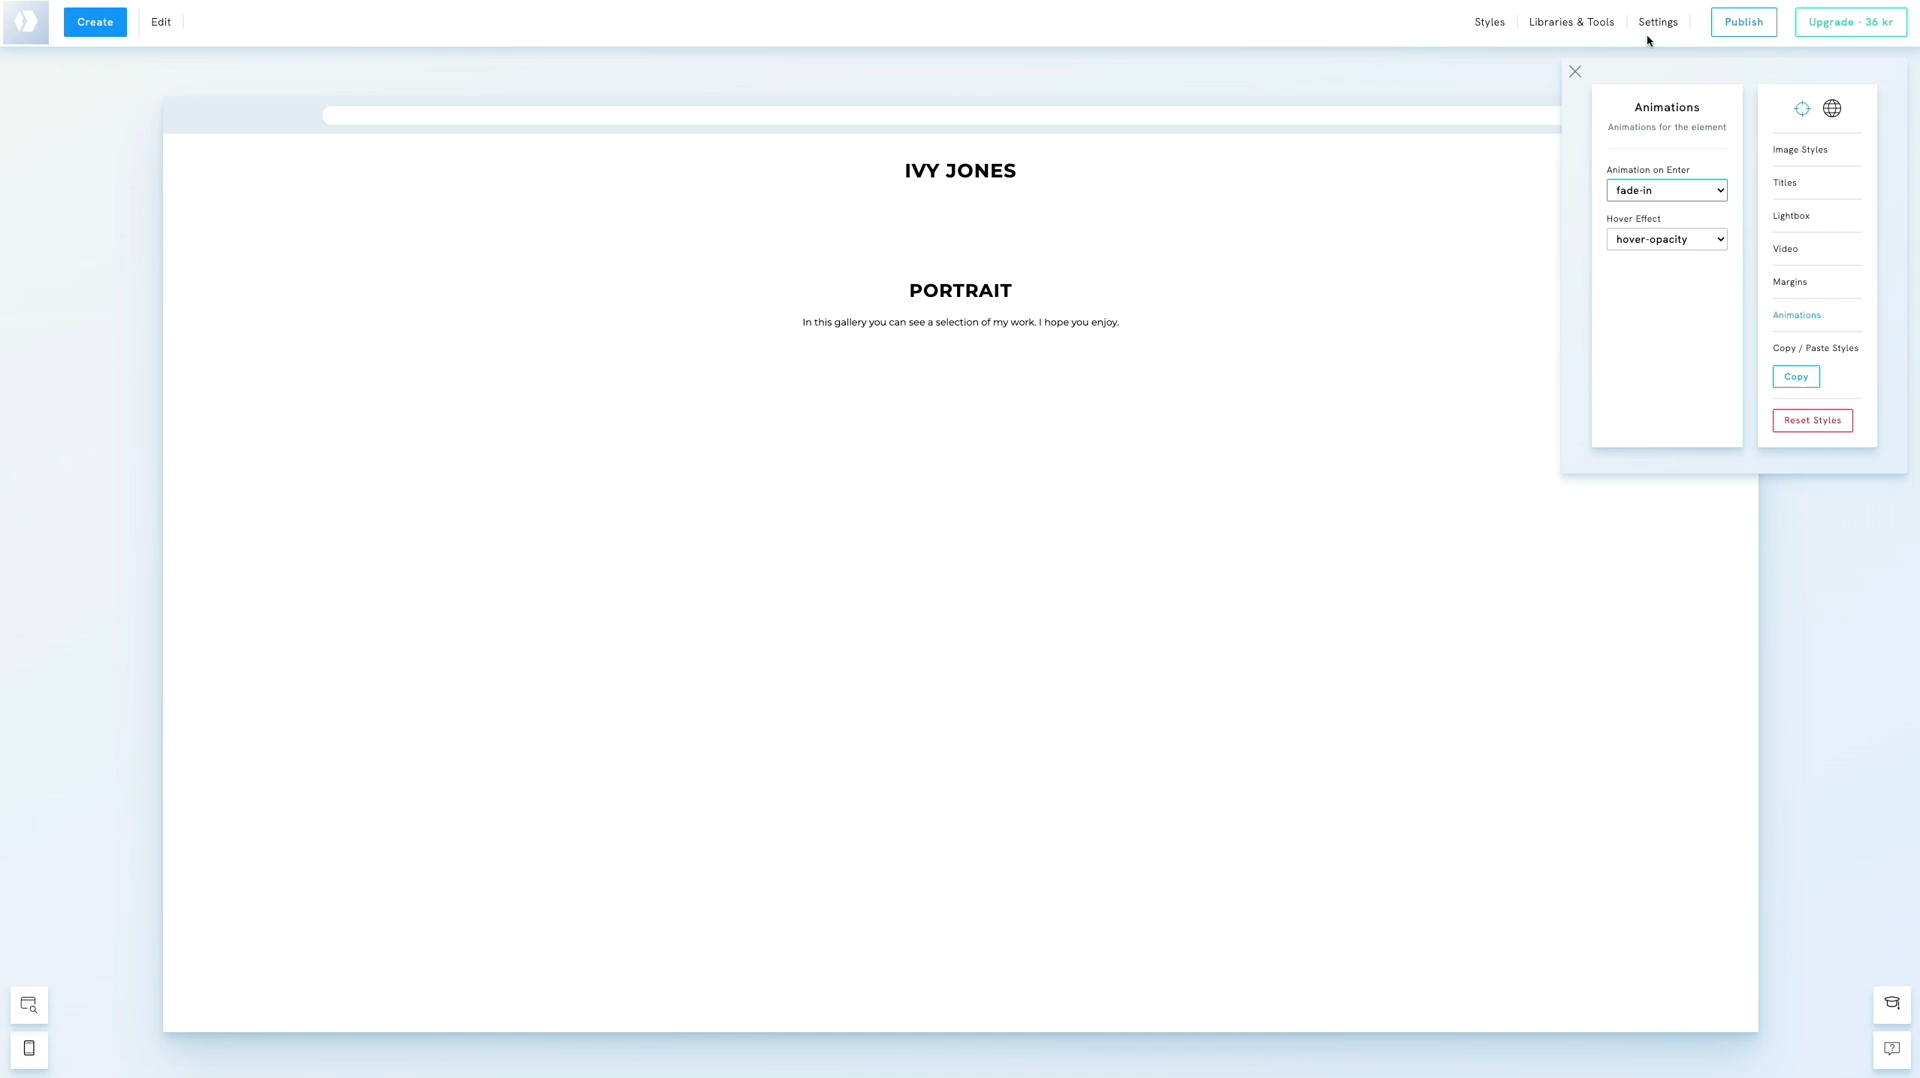 Create
Edit
Styles
Libraries & Tools
Settings
Publish
Upgrade - 36 kr
IVY JONES
PORTRAIT
In this gallery you can see a selection of my work. I hope you enjoy.
Animations
Animations for the element
Animation on Enter
fade-in
Hover Effect
hover-opacity
Image Styles
Titles
Lightbox
Video
Margins
Animations
Copy / Paste Styles
Copy
Reset Styles